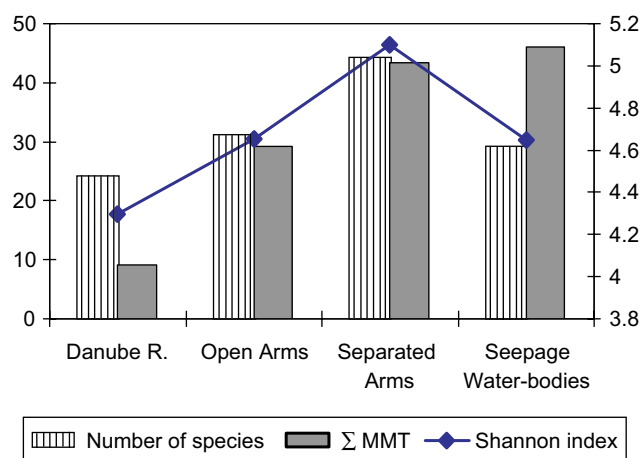 50
40
30
20
10
0
5.2
5
4.8
4.6
4.4
4.2
4
3.8
Danube R.
Open Arms
Separated
Arms
Seepage
Water-bodies
Number of species
∑ MMT
Shannon index